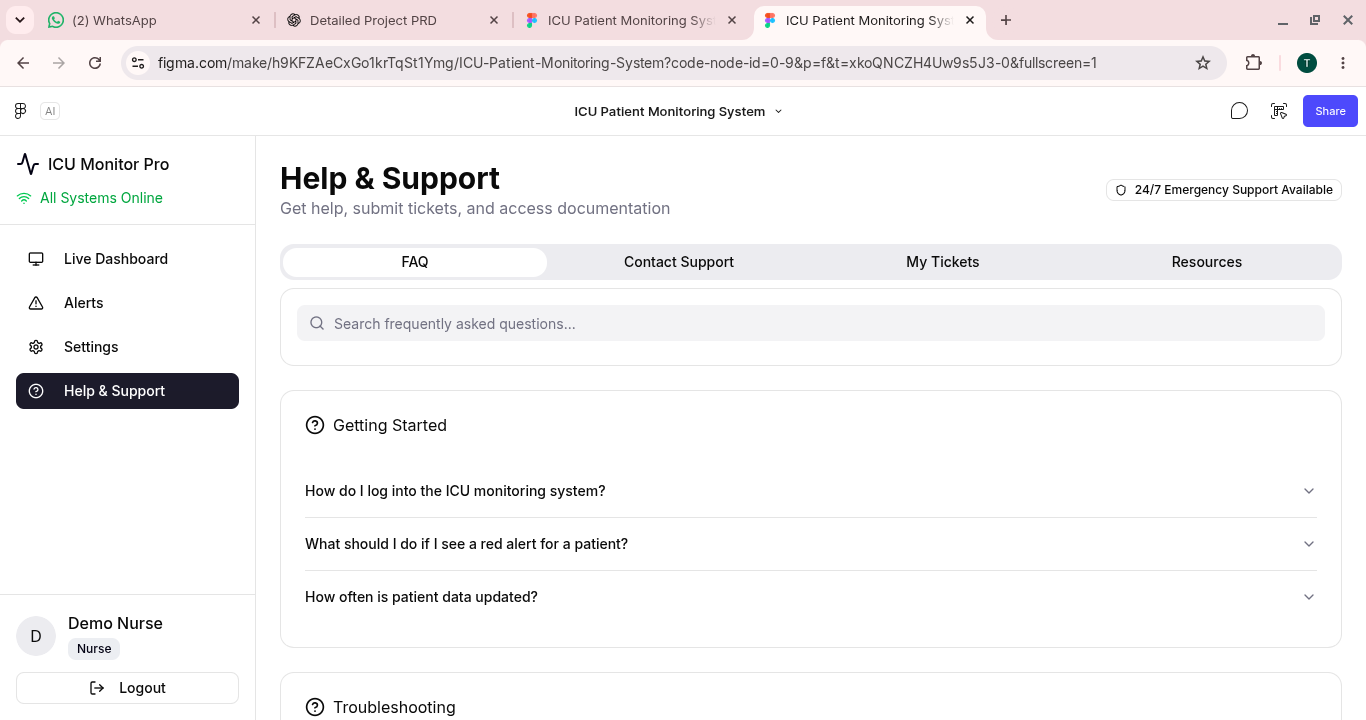 (2) WhatsApp
Detailed Project PRD
ICU Patient Monitoring Sys
ICU Patient Monitoring Sys
figma.com/make/h9KFZAeCxGo1krTqSt1Ymg/ICU-Patient-Monitoring-System?code-node-id=0-9&p=f&t=xkoQNCZH4Uw9s5J3-0&fullscreen=1
T
AI
ICU Patient Monitoring System
Share
ICU Monitor Pro
All Systems Online
Live Dashboard
Alerts
Settings
Help & Support
Demo Nurse
D
Nurse
Logout
Help & Support
Get help, submit tickets, and access documentation
24/7 Emergency Support Available
FAQ
Contact Support
My Tickets
Resources
Search frequently asked questions...
Getting Started
How do I log into the ICU monitoring system?
What should I do if I see a red alert for a patient?
How often is patient data updated?
Troubleshooting